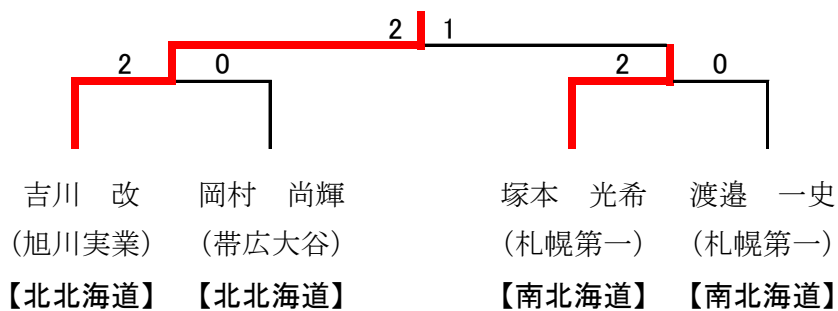 2 1
2 0 2 0
吉川 改 岡村 尚輝 塚本 光希 渡邉 一史
(旭川実業) (帯広大谷) (札幌第一) (札幌第一)
【北北海道】 【北北海道】 【南北海道】 【南北海道】